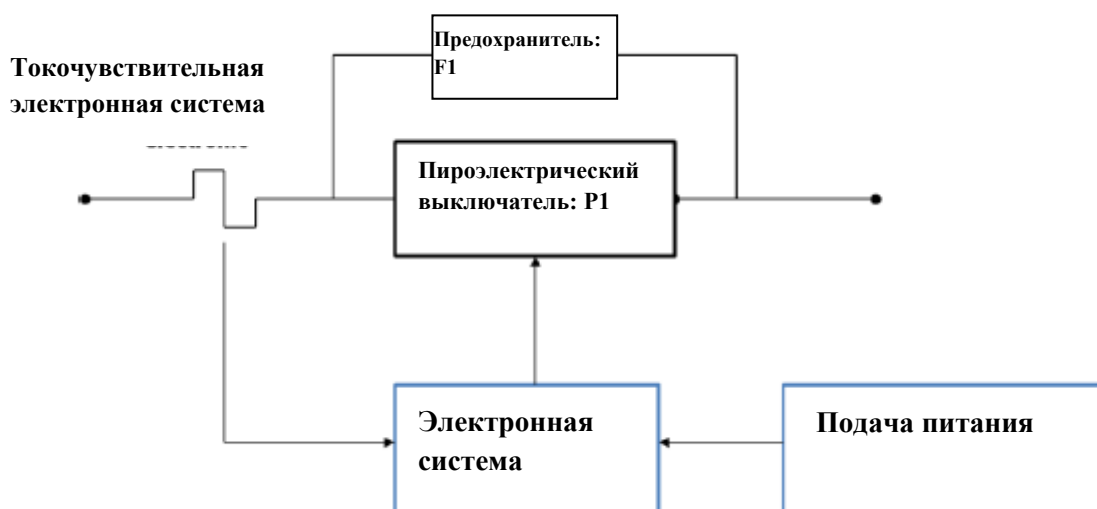 Предохранитель:
F1
Токочувствительная
электронная система
Пироэлектрический
выключатель: P1
Электронная
система
Подача питания